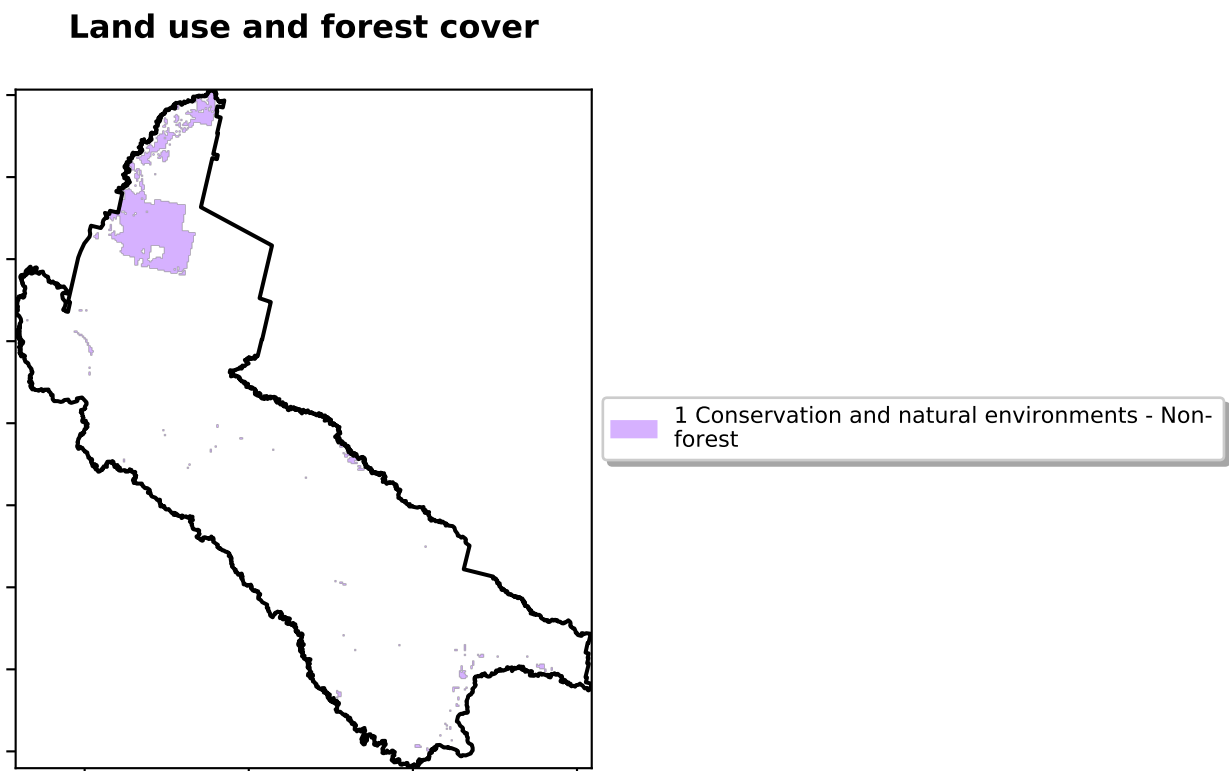 Land use and forest cover
1 Conservation and natural environments - Non-
forest